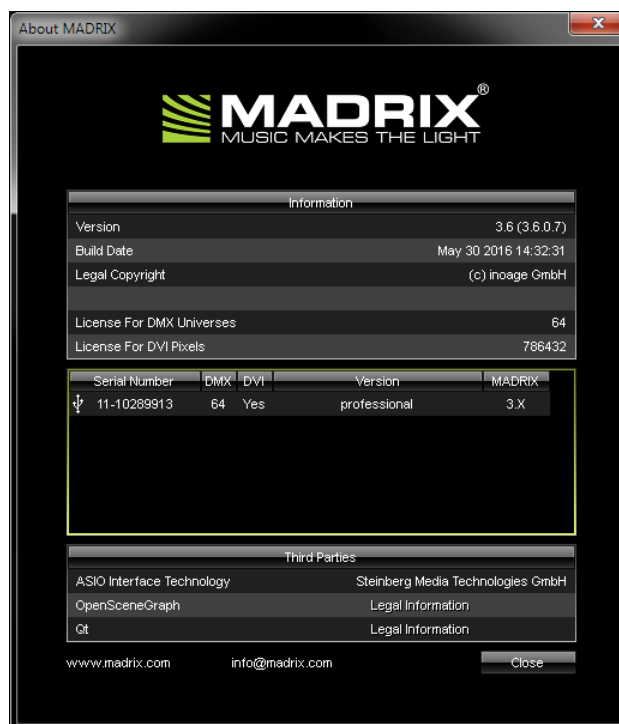 About MADRIX
MADRIX®
MUSIC MAKES THE LIGHT
Information
Version 3.6 (3.6.0.7)
Build Date May 30 2016 14:32:31
Legal Copyright (c) inoage GmbH
License For DMX Universes 64
License For DVI Pixels 786432
Serial Number DMX DVI Version MADRIX
11-10289913 64 Yes professional 3.X
Third Parties
ASIO Interface Technology Steinberg Media Technologies GmbH
OpenSceneGraph Legal Information
Qt Legal Information
www.madrix.com info@madrix.com Close